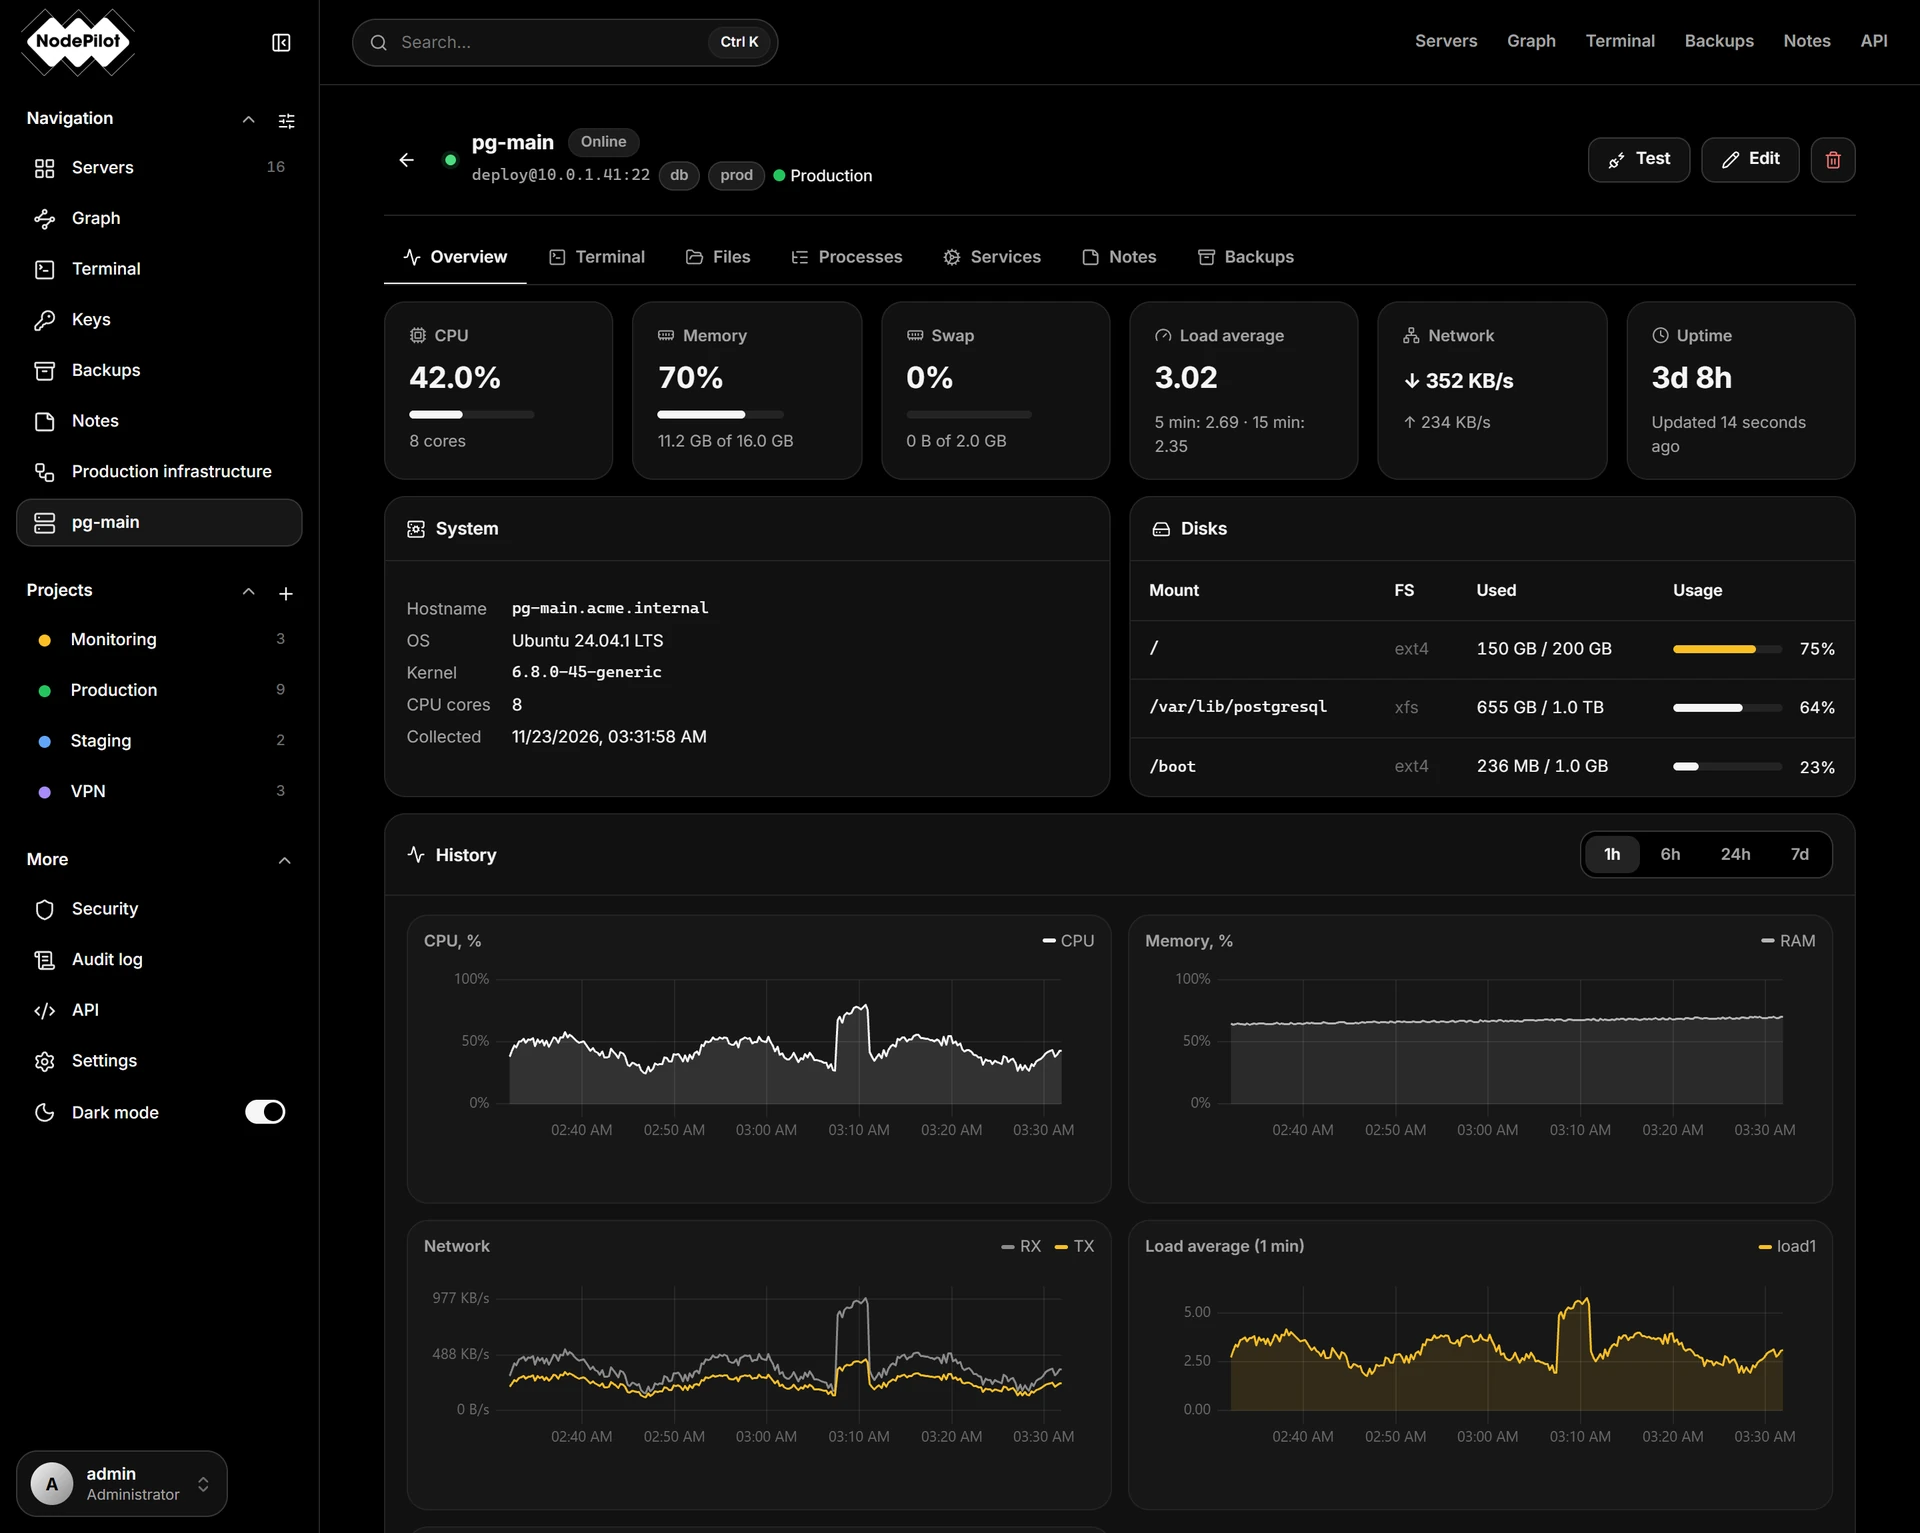 NodePilot
Search...
Ctrl K
Servers
Graph
Terminal
Backups
Notes
API
Navigation
Servers 16
Graph
Terminal
Keys
Backups
Notes
Production infrastructure
pg-main
Projects
Monitoring 3
Production 9
Staging 2
VPN 3
More
Security
Audit log
API
Settings
Dark mode
A
admin
Administrator
pg-main Online
deploy@10.0.1.41:22 db prod Production
Test
Edit
Overview
Terminal
Files
Processes
Services
Notes
Backups
CPU
42.0%
8 cores
Memory
70%
11.2 GB of 16.0 GB
Swap
0%
0 B of 2.0 GB
Load average
3.02
5 min: 2.69 · 15 min:
2.35
Network
↓ 352 KB/s
↑ 234 KB/s
Uptime
3d 8h
Updated 14 seconds
ago
System
Hostname pg-main.acme.internal
OS Ubuntu 24.04.1 LTS
Kernel 6.8.0-45-generic
CPU cores 8
Collected 11/23/2026, 03:31:58 AM
Disks
Mount FS Used Usage
/ ext4 150 GB / 200 GB 75%
/var/lib/postgresql xfs 655 GB / 1.0 TB 64%
/boot ext4 236 MB / 1.0 GB 23%
History
1h 6h 24h 7d
CPU, % CPU
100%
50%
0%
02:40 AM 02:50 AM 03:00 AM 03:10 AM 03:20 AM 03:30 AM
Memory, % RAM
100%
50%
0%
02:40 AM 02:50 AM 03:00 AM 03:10 AM 03:20 AM 03:30 AM
Network RX TX
977 KB/s
488 KB/s
0 B/s
02:40 AM 02:50 AM 03:00 AM 03:10 AM 03:20 AM 03:30 AM
Load average (1 min) load1
5.00
2.50
0.00
02:40 AM 02:50 AM 03:00 AM 03:10 AM 03:20 AM 03:30 AM